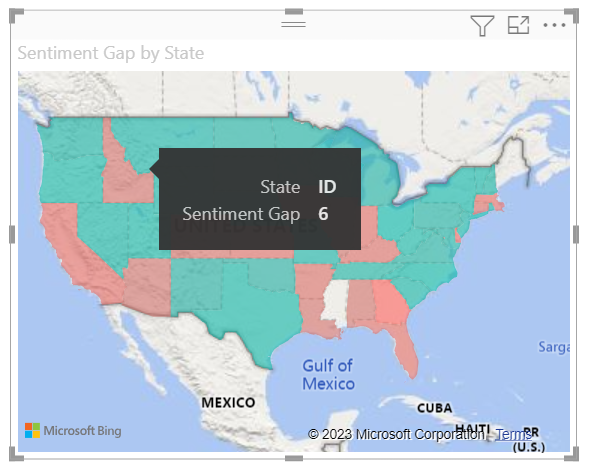 Sentiment Gap by State
State ID
Sentiment Gap 6
UNITED STATES
Gulf of
Mexico
MEXICO
CUBA
HAITI
PR
(U.S.)
Sarga
Microsoft Bing
© 2023 Microsoft Corporation Terms